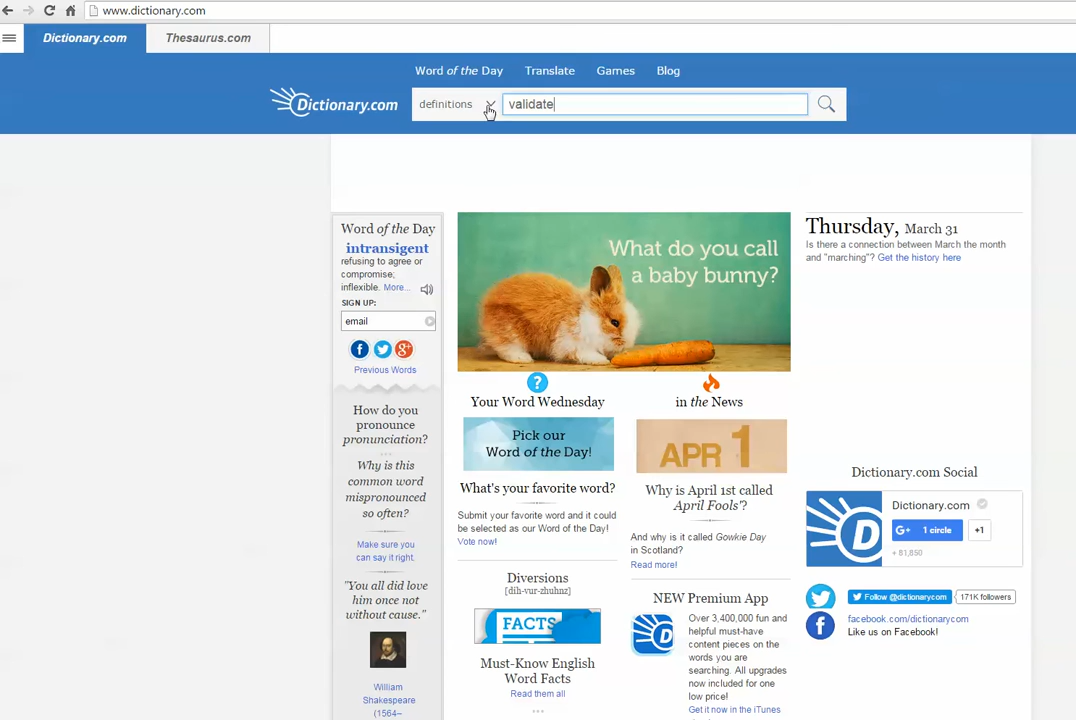 www.dictionary.com
Dictionary.com
Thesaurus.com
Word of the Day
Translate
Games
Blog
Dictionary.com
definitions
validate
Word of the Day
intransigent
refusing to agree or
compromise;
inflexible. More...
SIGN UP:
email
Previous Words
How do you
pronounce
pronunciation?
Why is this
common word
mispronounced
so often?
Make sure you
can say it right.
"You all did love
him once not
without cause."
William
Shakespeare
(1564–
What do you call
a baby bunny?
?
Your Word Wednesday
Pick our
Word of the Day!
What's your favorite word?
Submit your favorite word and it could
be selected as our Word of the Day!
Vote now!
Diversions
[dih-vur-zhuhnz]
FACTS
Must-Know English
Word Facts
Read them all
in the News
APR 1
Why is April 1st called
April Fools'?
And why is it called Gowkie Day
in Scotland?
Read more!
NEW Premium App
Over 3,400,000 fun and
helpful must-have
content pieces on the
words you are
searching. All upgrades
now included for one
low price!
Get it now in the iTunes
Thursday, March 31
Is there a connection between March the month
and "marching"? Get the history here
Dictionary.com Social
Dictionary.com
G+ 1 circle
+1
+ 81,850
Follow @dictionarycom
171K followers
facebook.com/dictionarycom
Like us on Facebook!